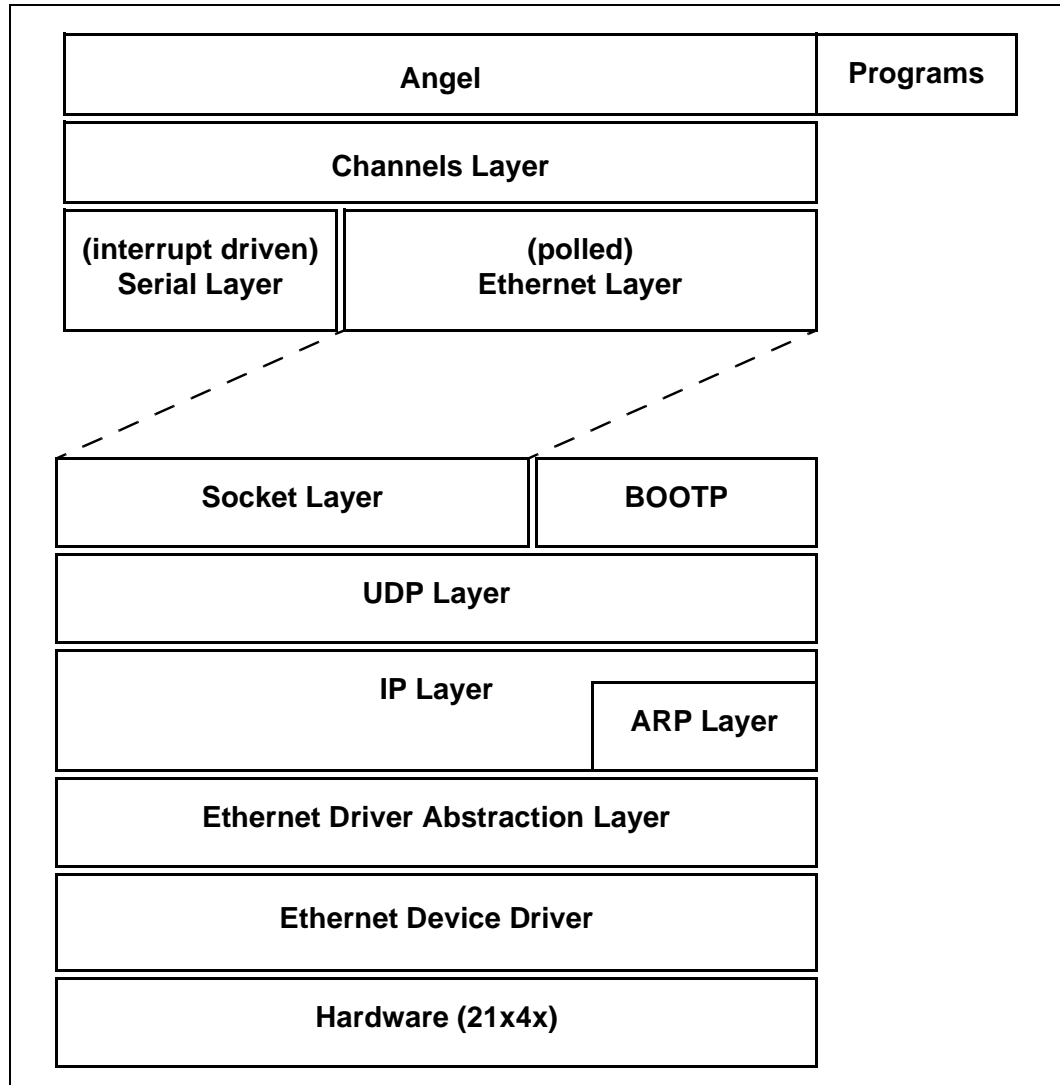 Angel
Programs
Channels Layer
(interrupt driven)
Serial Layer
(polled)
Ethernet Layer
Socket Layer
BOOTP
UDP Layer
IP Layer
ARP Layer
Ethernet Driver Abstraction Layer
Ethernet Device Driver
Hardware (21x4x)